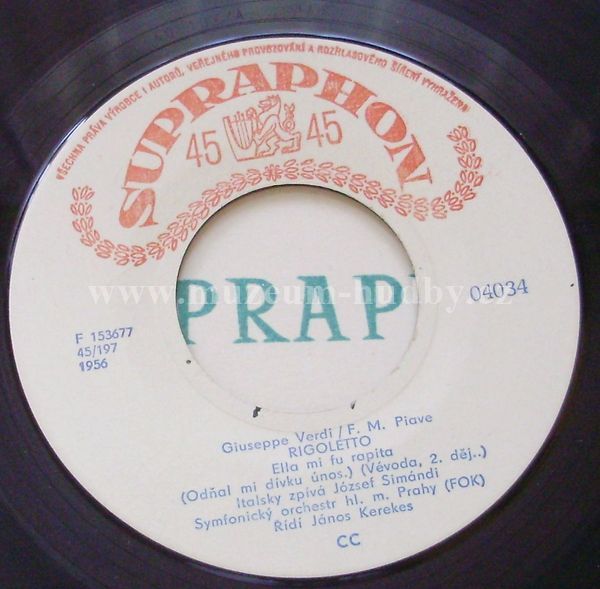 VŠECHNA PRÁVA VÝROBCE I AUTORŮ, VEŘEJNÉHO PROVOZOVÁNÍ A ROZHLASOVÉHO ŠÍŘENÍ VYHRAŽENA
SUPRAPHON
45 45
www.muzeum-hudby.cz
PRAP
04034
F 153677
45/197
1956
Giuseppe Verdi / F. M. Piave
RIGOLETTO
Ella mi fu rapita
(Odňal mi dívku únos.) (Vévoda, 2. děj..)
Italsky zpívá József Simándi
Symfonický orchestr hl. m. Prahy (FOK)
Řídí János Kerekes
CC